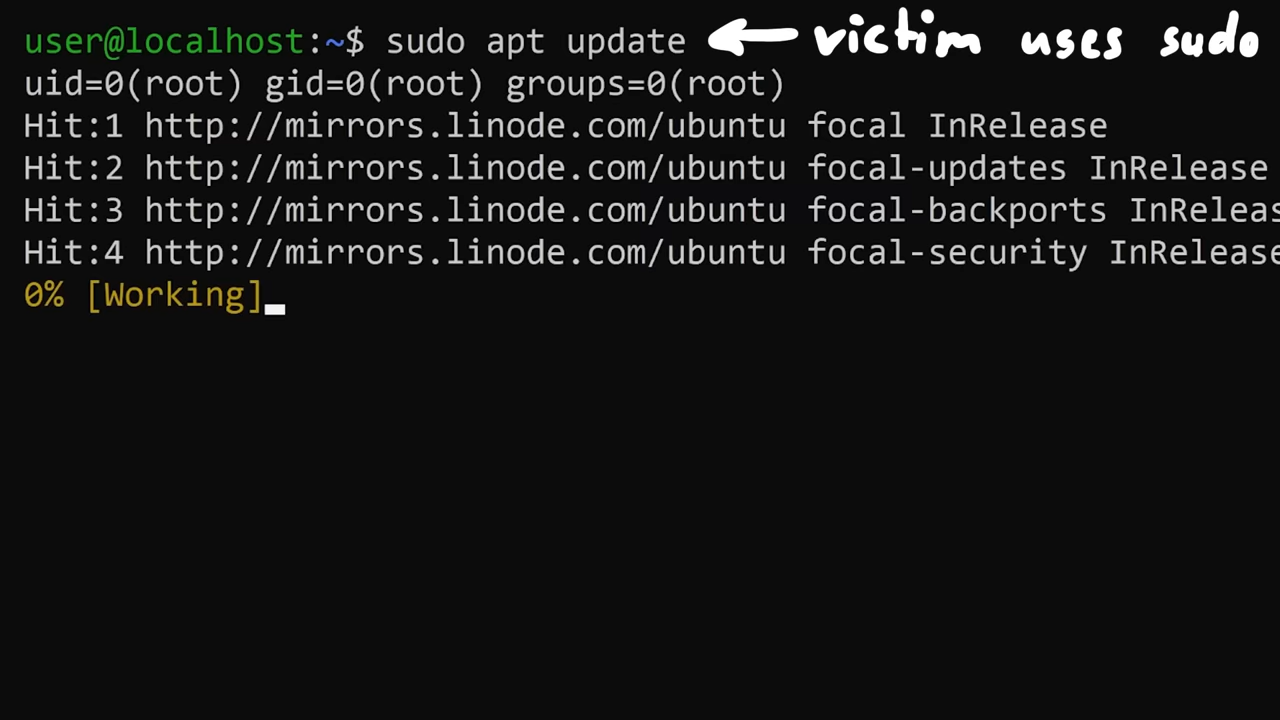 user@localhost:~$ sudo apt update victim uses sudo
uid=0(root) gid=0(root) groups=0(root)
Hit:1 http://mirrors.linode.com/ubuntu focal InRelease
Hit:2 http://mirrors.linode.com/ubuntu focal-updates InRelease
Hit:3 http://mirrors.linode.com/ubuntu focal-backports InReleas
Hit:4 http://mirrors.linode.com/ubuntu focal-security InRelease
0% [Working]